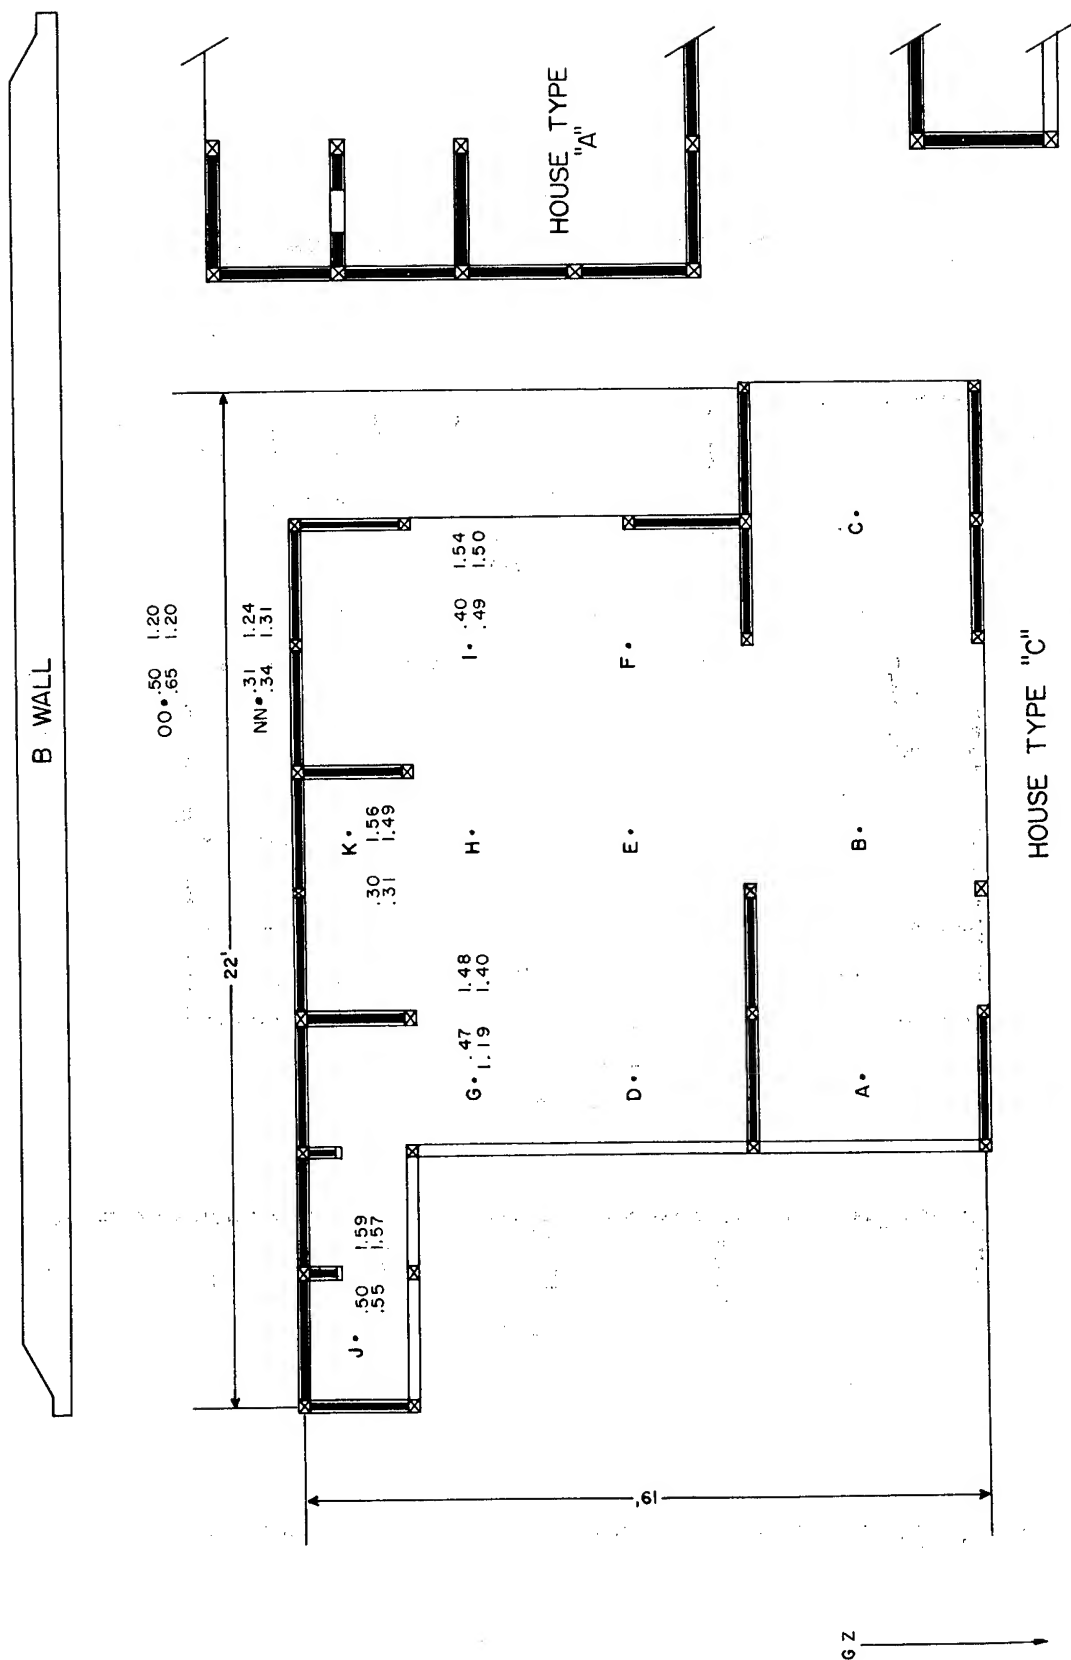 B WALL
OO .50 1.20
.65 1.20
NN .31 1.24
.34 1.31
22'
HOUSE TYPE
"A"
K
.30 1.56
.31 1.49
J
.50 1.59
.55 1.57
G .47 1.48
1.19 1.40
H
I .40 1.54
.49 1.50
D
E
F
A
B
C
19'
HOUSE TYPE "C"
GZ